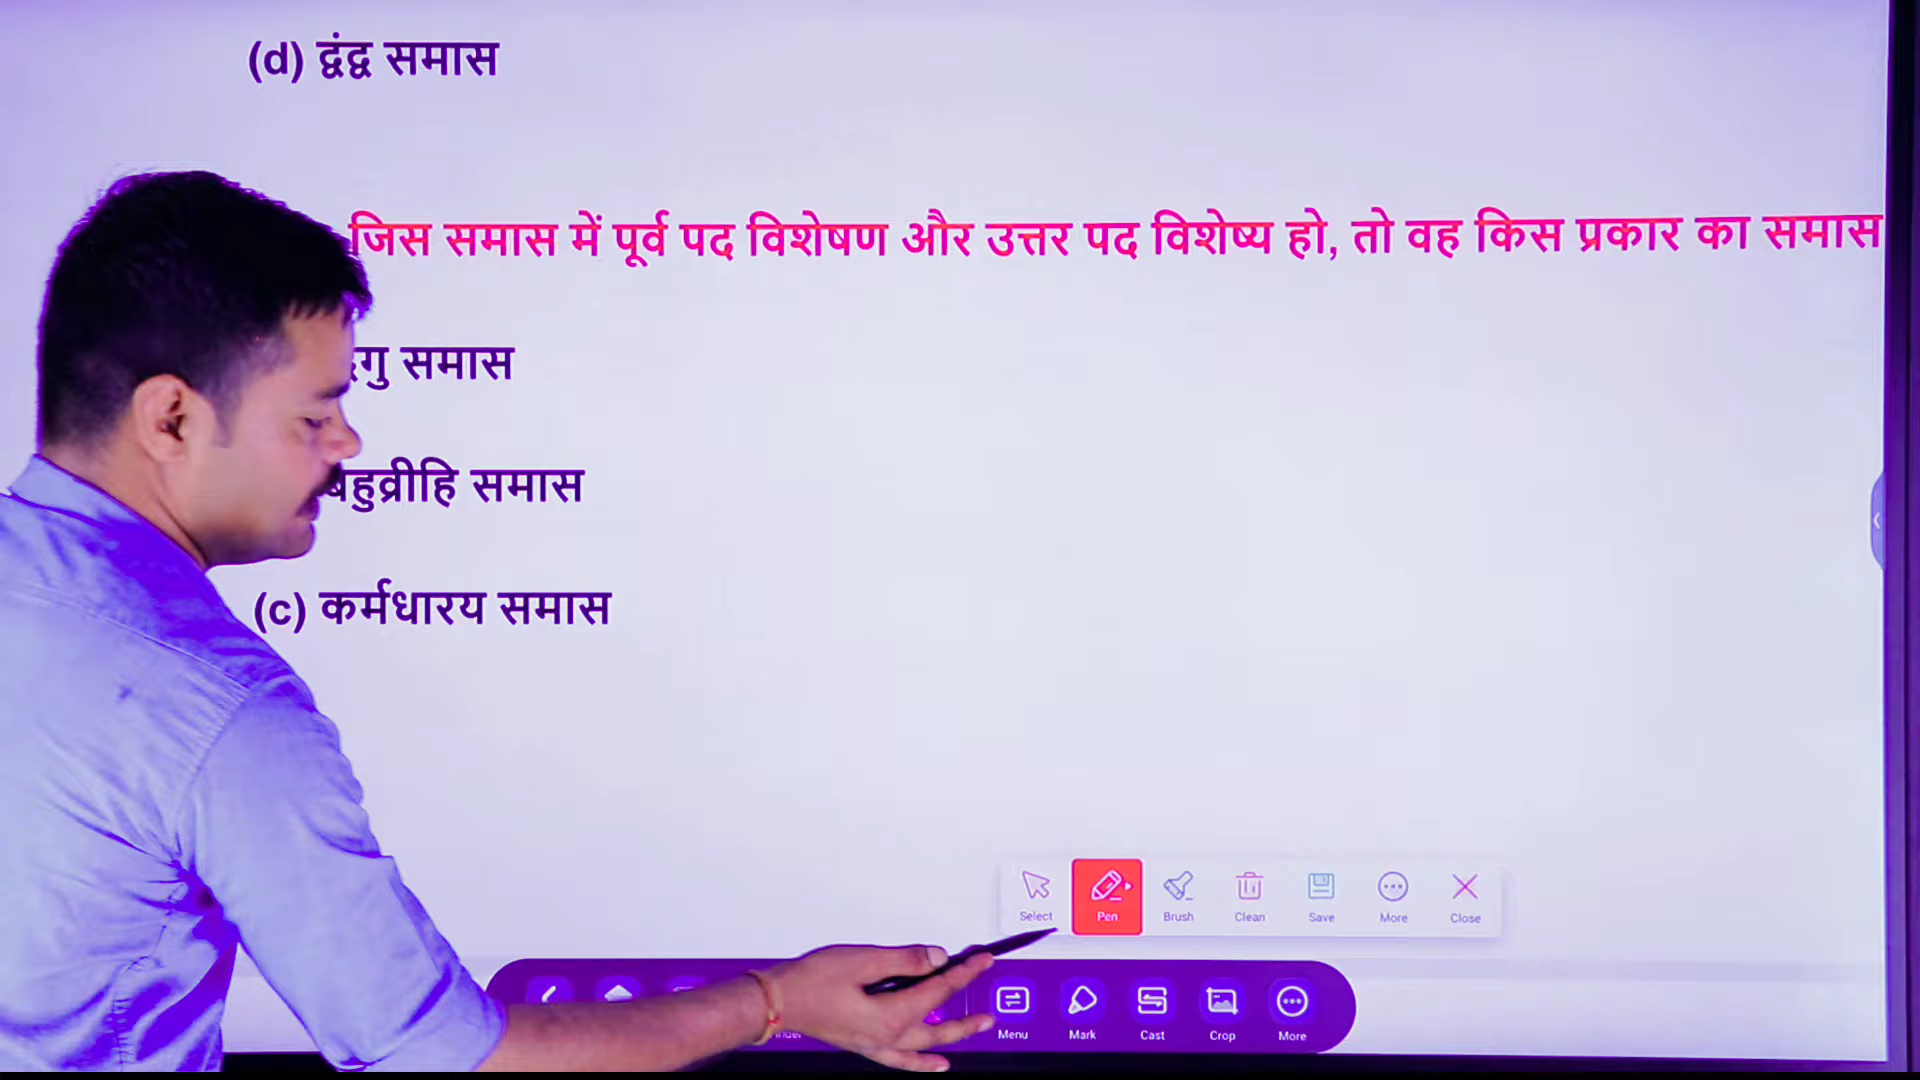 (d) द्वंद्व समास
जिस समास में पूर्व पद विशेषण और उत्तर पद विशेष्य हो, तो वह किस प्रकार का समास
समास
बहुव्रीहि समास
(c) कर्मधारय समास
Select Pen Brush Clean Save More Close
Menu Mark Cast Crop More